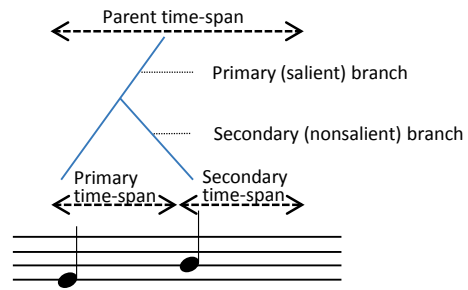 Parent time-span
Primary (salient) branch
Secondary (nonsalient) branch
Primary
time-span
Secondary
time-span